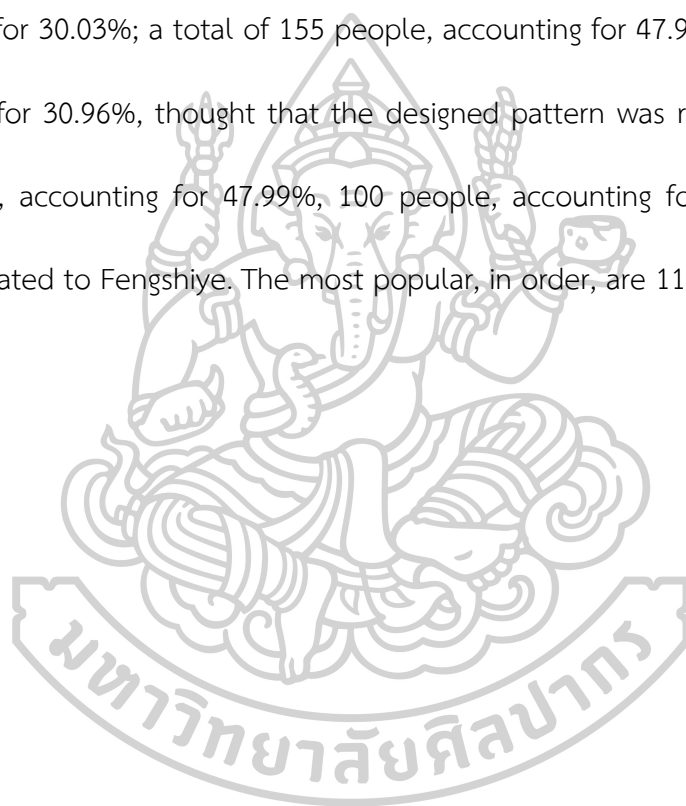 for 30.03%; a total of 155 people, accounting for 47.9
for 30.96%, thought that the designed pattern was
, accounting for 47.99%, 100 people, accounting
ated to Fengshiye. The most popular, in order, are 11
มหาวิทยาลัยศิลปากร